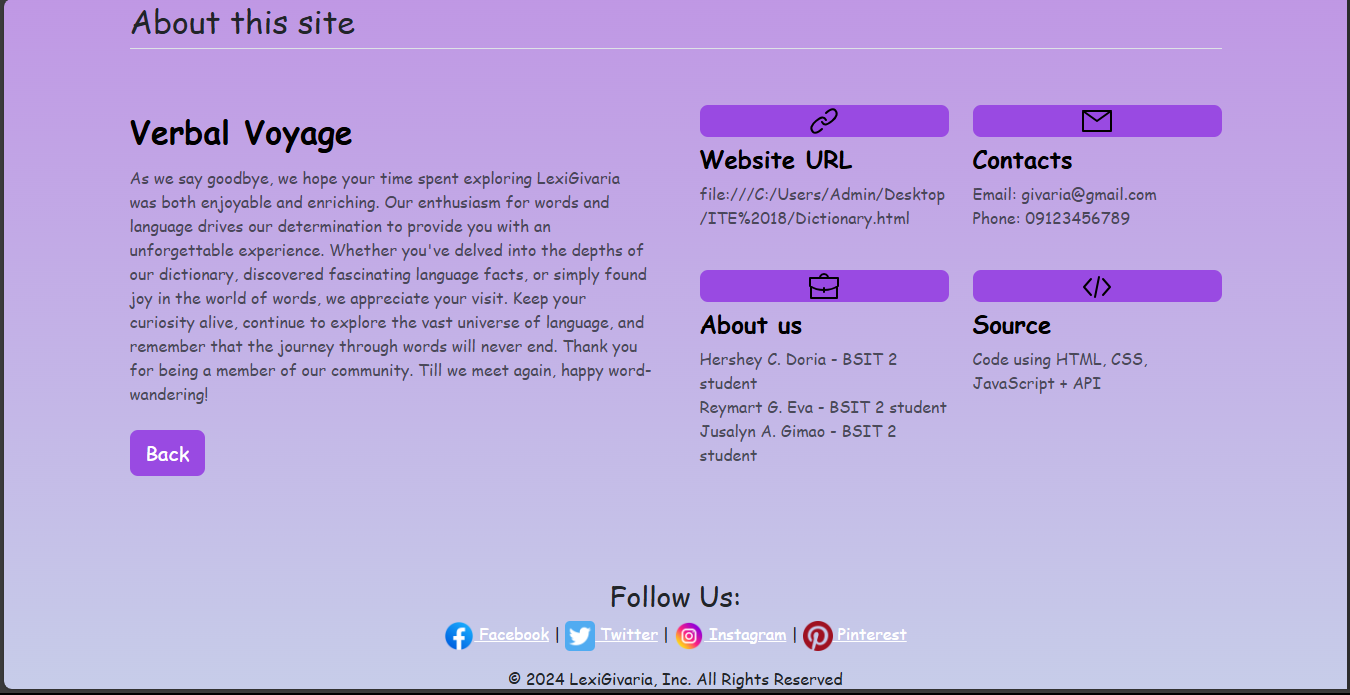 About this site
Verbal Voyage
As we say goodbye, we hope your time spent exploring LexiGivaria
was both enjoyable and enriching. Our enthusiasm for words and
language drives our determination to provide you with an
unforgettable experience. Whether you've delved into the depths of
our dictionary, discovered fascinating language facts, or simply found
joy in the world of words, we appreciate your visit. Keep your
curiosity alive, continue to explore the vast universe of language, and
remember that the journey through words will never end. Thank you
for being a member of our community. Till we meet again, happy word-
wandering!
Back
Website URL
file:///C:/Users/Admin/Desktop
/ITE%2018/Dictionary.html
Contacts
Email: givaria@gmail.com
Phone: 09123456789
About us
Hershey C. Doria - BSIT 2
student
Reymart G. Eva - BSIT 2 student
Jusalyn A. Gimao - BSIT 2
student
Source
Code using HTML, CSS,
JavaScript + API
Follow Us:
Facebook | Twitter | Instagram | Pinterest
© 2024 LexiGivaria, Inc. All Rights Reserved